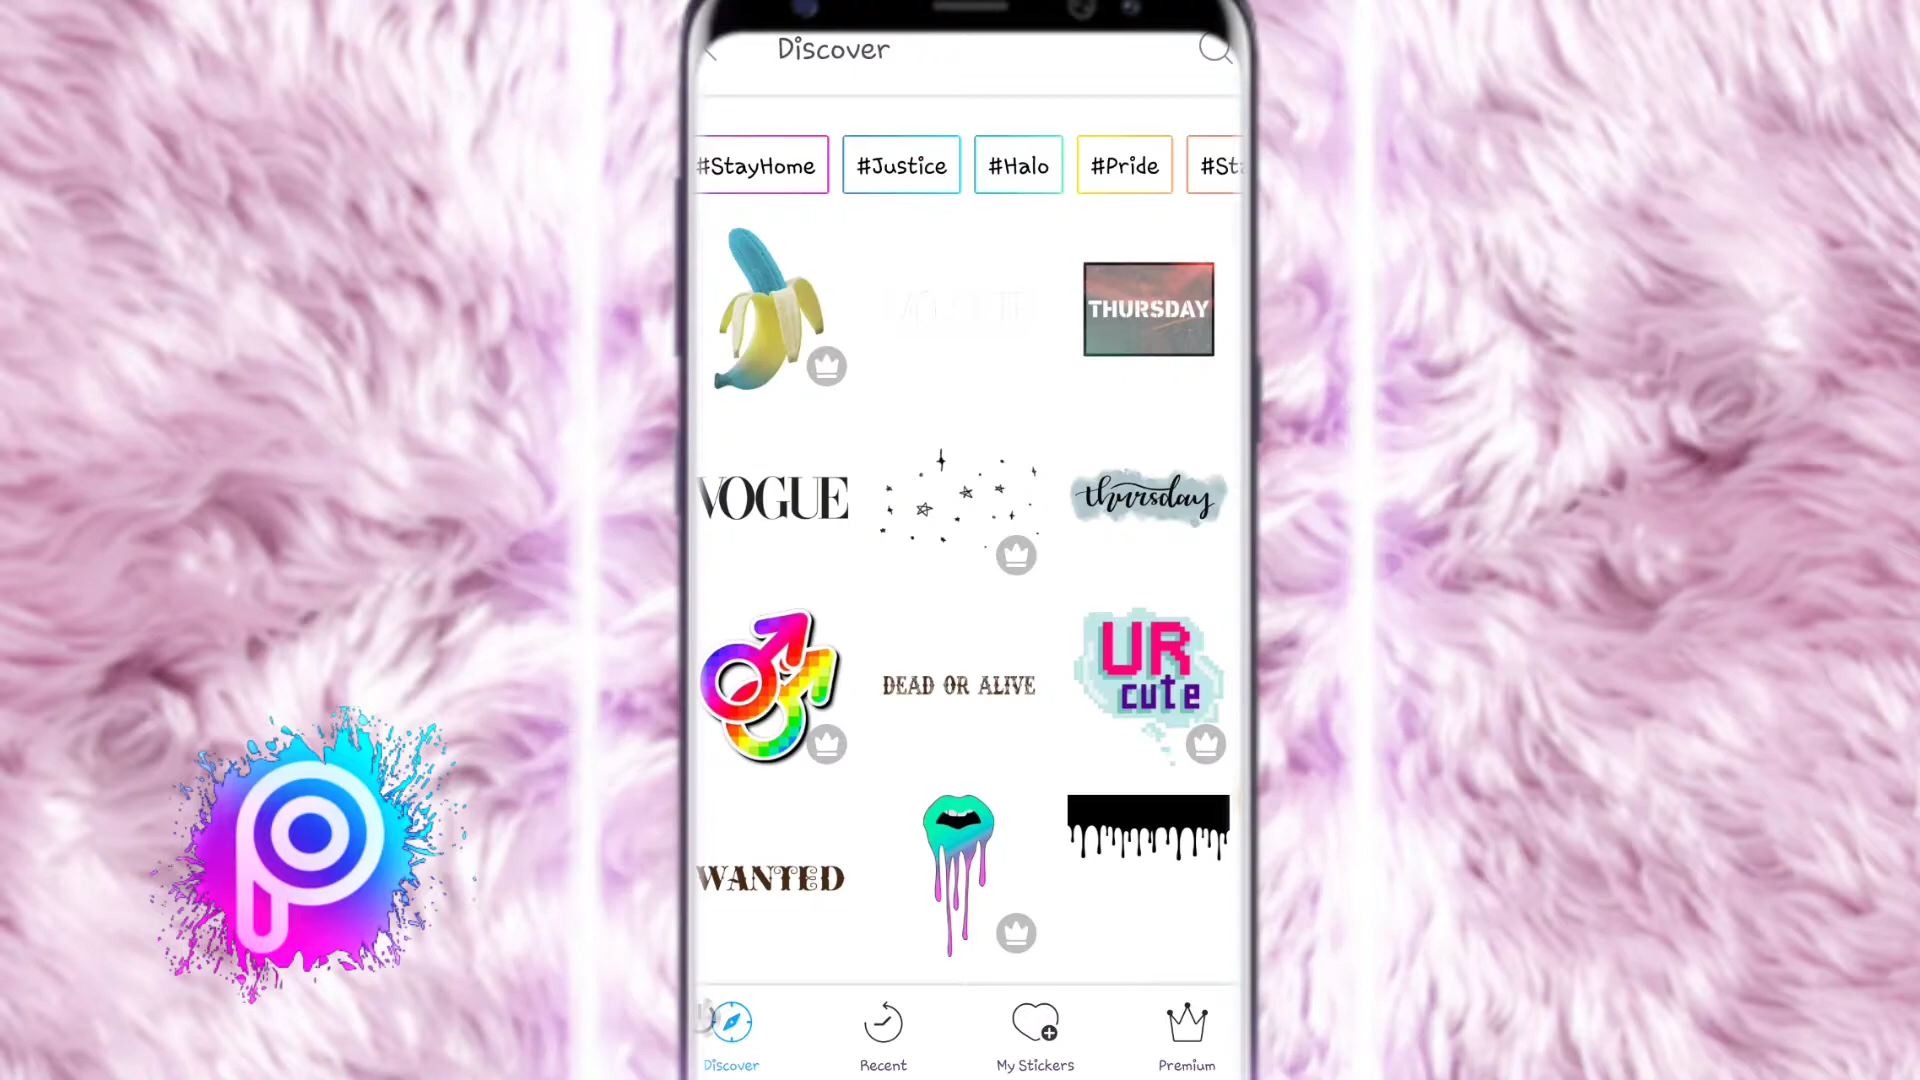 Discover
#StayHome #Justice #Halo #Pride #St
THURSDAY
VOGUE
thursday
UR
cute
DEAD OR ALIVE
WANTED
Discover Recent My Stickers Premium